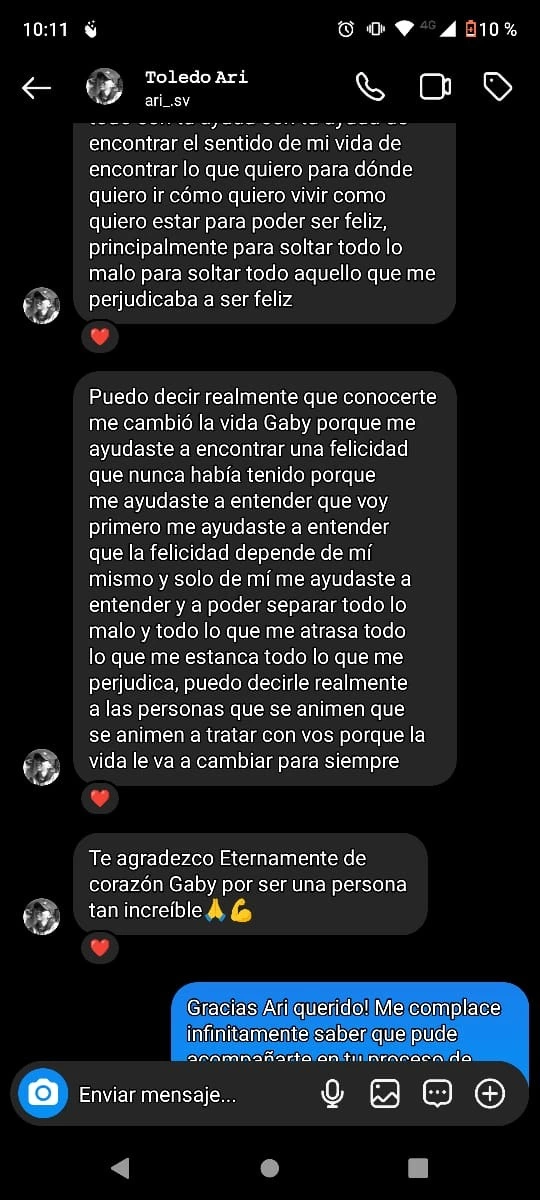 10:11
4G
10 %
Toledo Ari
ari_.sv
encontrar el sentido de mi vida de
encontrar lo que quiero para dónde
quiero ir cómo quiero vivir como
quiero estar para poder ser feliz,
principalmente para soltar todo lo
malo para soltar todo aquello que me
perjudicaba a ser feliz
❤️
Puedo decir realmente que conocerte
me cambió la vida Gaby porque me
ayudaste a encontrar una felicidad
que nunca había tenido porque
me ayudaste a entender que voy
primero me ayudaste a entender
que la felicidad depende de mí
mismo y solo de mí me ayudaste a
entender y a poder separar todo lo
malo y todo lo que me atrasa todo
lo que me estanca todo lo que me
perjudica, puedo decirle realmente
a las personas que se animen que
se animen a tratar con vos porque la
vida le va a cambiar para siempre
❤️
Te agradezco Eternamente de
corazón Gaby por ser una persona
tan increíble🙏💪
❤️
Gracias Ari querido! Me complace
infinitamente saber que pude
acompañarte en tu proceso de
Enviar mensaje...